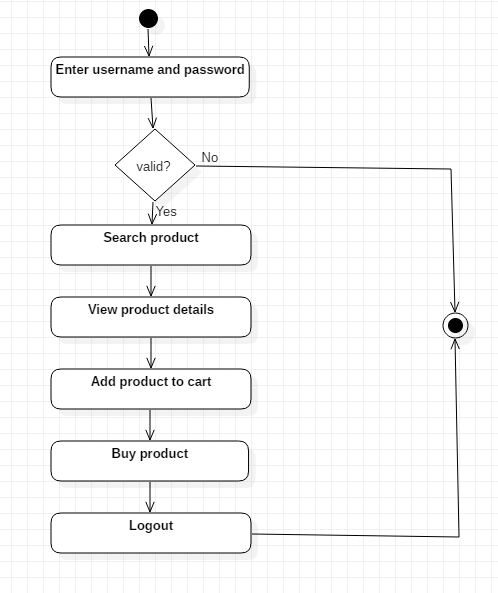 Enter username and password
valid?
No
Yes
Search product
View product details
Add product to cart
Buy product
Logout